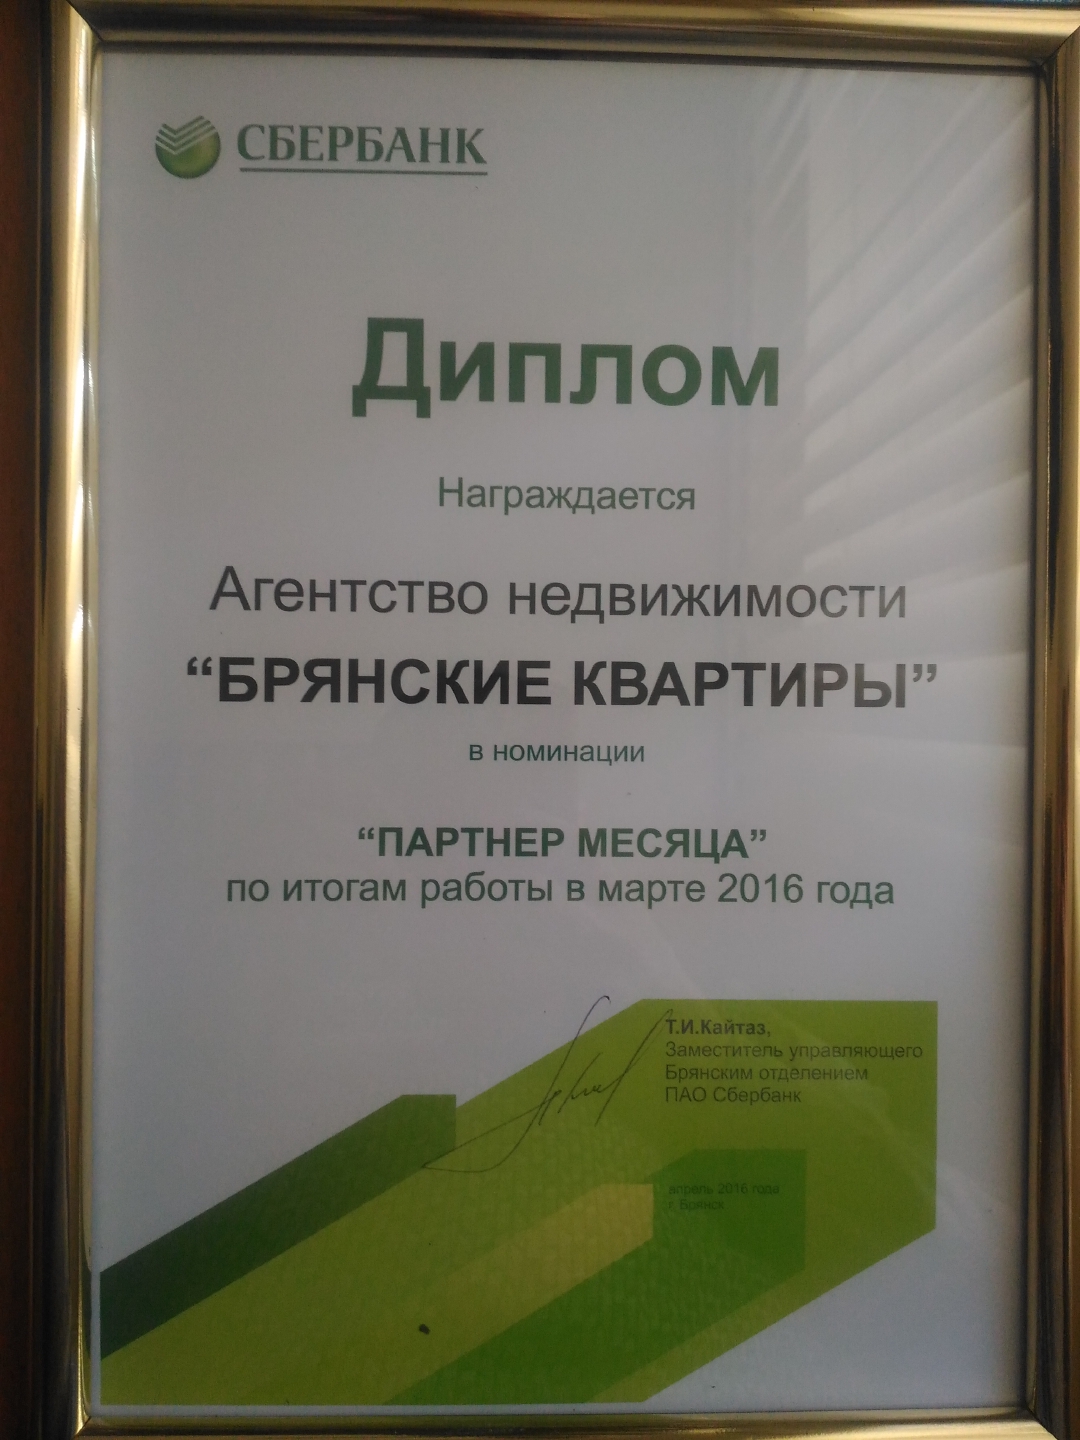 СБЕРБАНК
Диплом
Награждается
Агентство недвижимости
“БРЯНСКИЕ КВАРТИРЫ”
в номинации
“ПАРТНЕР МЕСЯЦА”
по итогам работы в марте 2016 года
Т.И.Кайтаз,
Заместитель управляющего
Брянским отделением
ПАО Сбербанк
апрель 2016 года
г. Брянск